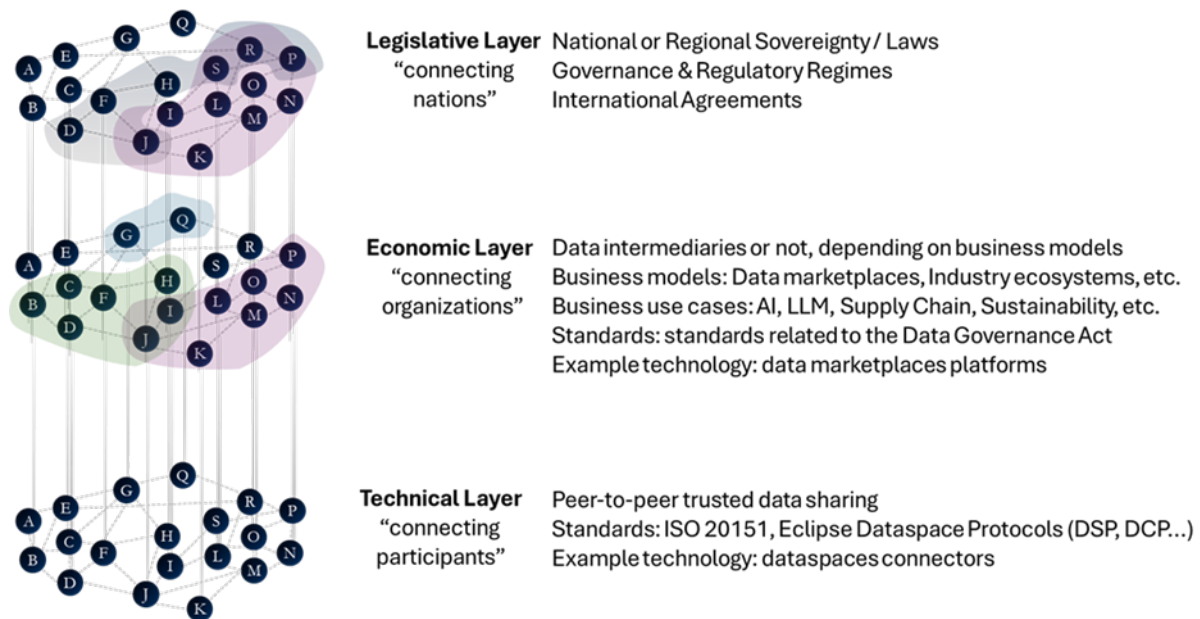 Q
G
E
R
A
S
P
H
C
O
F
B
L
N
I
M
D
J
K
Legislative Layer
“connecting
nations”
National or Regional Sovereignty / Laws
Governance & Regulatory Regimes
International Agreements
Q
G
R
E
P
A
S
H
O
C
F
L
N
B
I
M
D
J
K
Economic Layer
“connecting
organizations”
Data intermediaries or not, depending on business models
Business models: Data marketplaces, Industry ecosystems, etc.
Business use cases: AI, LLM, Supply Chain, Sustainability, etc.
Standards: standards related to the Data Governance Act
Example technology: data marketplaces platforms
Q
G
R
E
P
A
S
H
O
C
F
N
L
B
I
M
D
J
K
Technical Layer
“connecting
participants”
Peer-to-peer trusted data sharing
Standards: ISO 20151, Eclipse Dataspace Protocols (DSP, DCP...)
Example technology: dataspaces connectors